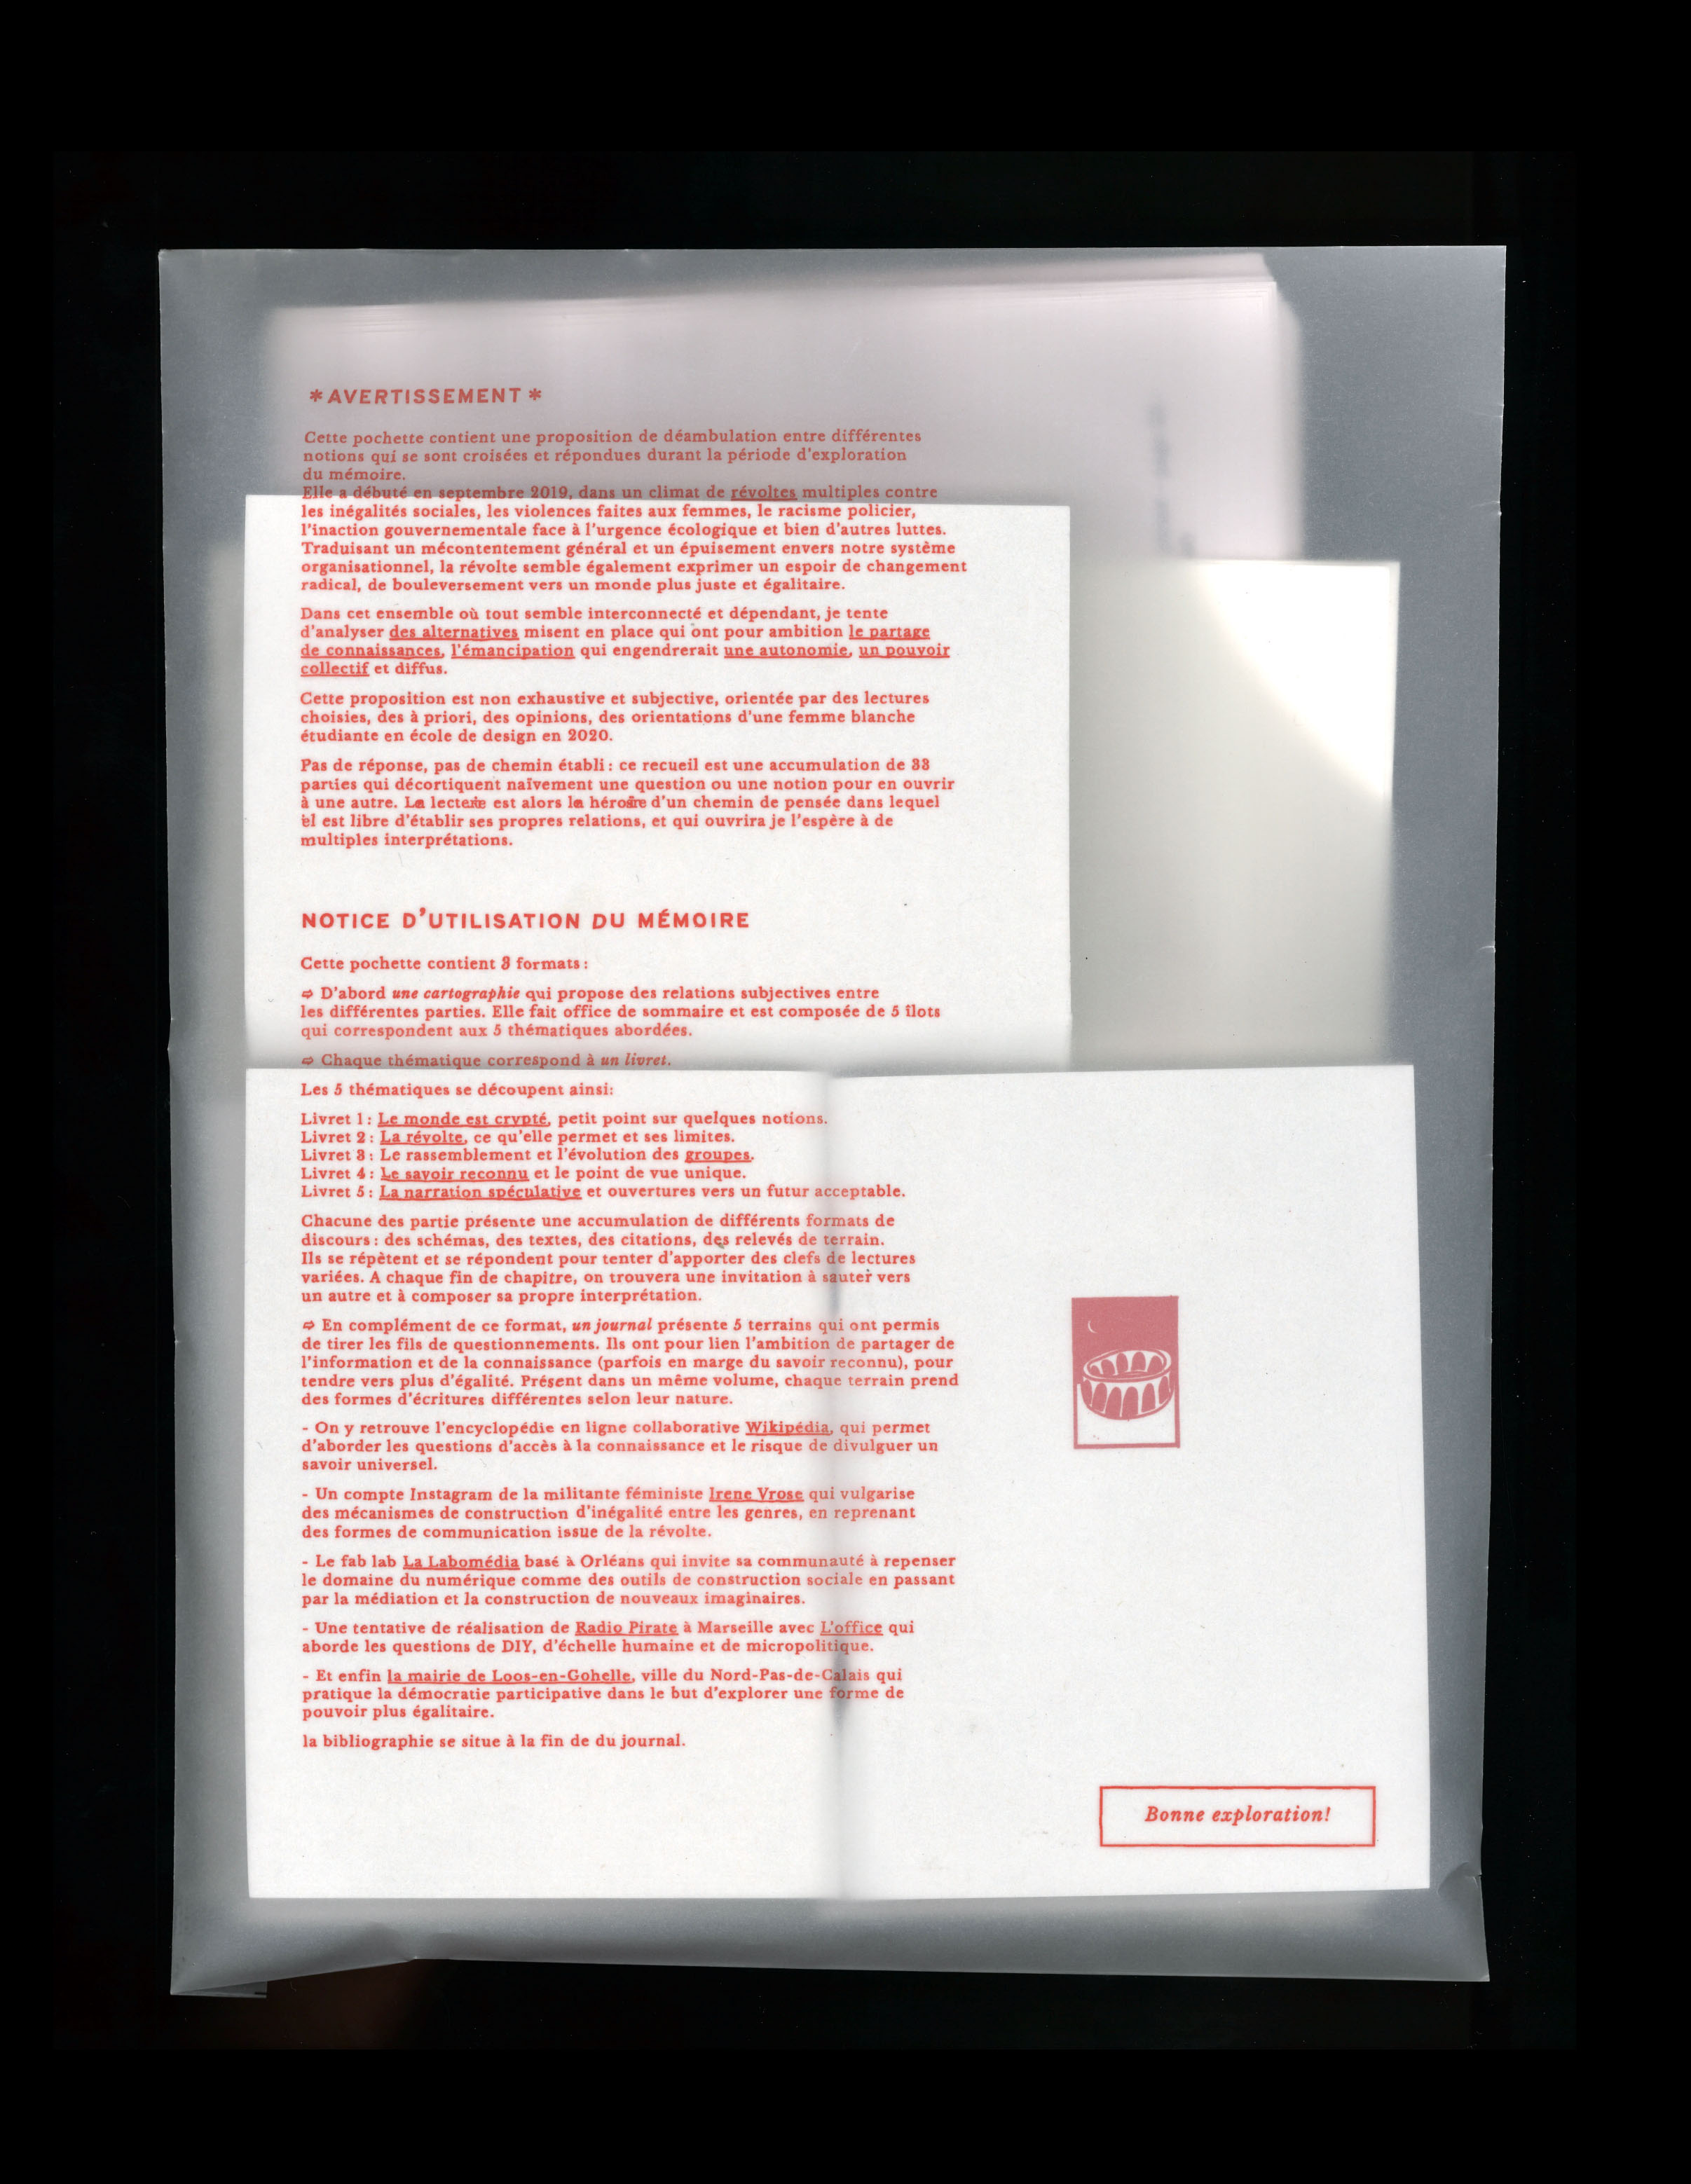 *AVERTISSEMENT*
Cette pochette contient une proposition de déambulation entre différentes
notions qui se sont croisées et répondues durant la période d'exploration
du mémoire.
Elle a débuté en septembre 2019, dans un climat de révoltes multiples contre
les inégalités sociales, les violences faites aux femmes, le racisme policier,
l'inaction gouvernementale face à l'urgence écologique et bien d'autres luttes.
Traduisant un mécontentement général et un épuisement envers notre système
organisationnel, la révolte semble également exprimer un espoir de changement
radical, de bouleversement vers un monde plus juste et égalitaire.
Dans cet ensemble où tout semble interconnecté et dépendant, je tente
d'analyser des alternatives misent en place qui ont pour ambition le partage
de connaissances, l'émancipation qui engendrerait une autonomie, un pouvoir
collectif et diffus.
Cette proposition est non exhaustive et subjective, orientée par des lectures
choisies, des à priori, des opinions, des orientations d'une femme blanche
étudiante en école de design en 2020.
Pas de réponse, pas de chemin établi : ce recueil est une accumulation de 33
parties qui décortiquent naïvement une question ou une notion pour en ouvrir
à une autre. est alors d'un chemin de pensée dans lequel
est libre d'établir ses propres relations, et qui ouvrira je l'espère à de
multiples interprétations.
NOTICE D'UTILISATION DU MÉMOIRE
Cette pochette contient 3 formats :
⇨ D'abord une cartographie qui propose des relations subjectives entre
les différentes parties. Elle fait office de sommaire et est composée de 5 îlots
qui correspondent aux 5 thématiques abordées.
⇨ Chaque thématique correspond à un livret.
Les 5 thématiques se découpent ainsi:
Livret 1 : Le monde est crypté, petit point sur quelques notions.
Livret 2 : La révolte, ce qu'elle permet et ses limites.
Livret 3 : Le rassemblement et l'évolution des groupes.
Livret 4 : Le savoir reconnu et le point de vue unique.
Livret 5 : La narration spéculative et ouvertures vers un futur acceptable.
Chacune des partie présente une accumulation de différents formats de
discours : des schémas, des textes, des citations, des relevés de terrain.
Ils se répètent et se répondent pour tenter d'apporter des clefs de lectures
variées. A chaque fin de chapitre, on trouvera une invitation à sauter vers
un autre et à composer sa propre interprétation.
⇨ En complément de ce format, un journal présente 5 terrains qui ont permis
de tirer les fils de questionnements. Ils ont pour lien l'ambition de partager de
l'information et de la connaissance (parfois en marge du savoir reconnu), pour
tendre vers plus d'égalité. Présent dans un même volume, chaque terrain prend
des formes d'écritures différentes selon leur nature.
- On y retrouve l'encyclopédie en ligne collaborative Wikipédia, qui permet
d'aborder les questions d'accès à la connaissance et le risque de divulguer un
savoir universel.
- Un compte Instagram de la militante féministe Irene Vrose qui vulgarise
des mécanismes de construction d'inégalité entre les genres, en reprenant
des formes de communication issue de la révolte.
- Le fab lab La Labomédia basé à Orléans qui invite sa communauté à repenser
le domaine du numérique comme des outils de construction sociale en passant
par la médiation et la construction de nouveaux imaginaires.
- Une tentative de réalisation de Radio Pirate à Marseille avec L'office qui
aborde les questions de DIY, d'échelle humaine et de micropolitique.
- Et enfin la mairie de Loos-en-Gohelle, ville du Nord-Pas-de-Calais qui
pratique la démocratie participative dans le but d'explorer une forme de
pouvoir plus égalitaire.
la bibliographie se situe à la fin de du journal.
Bonne exploration!